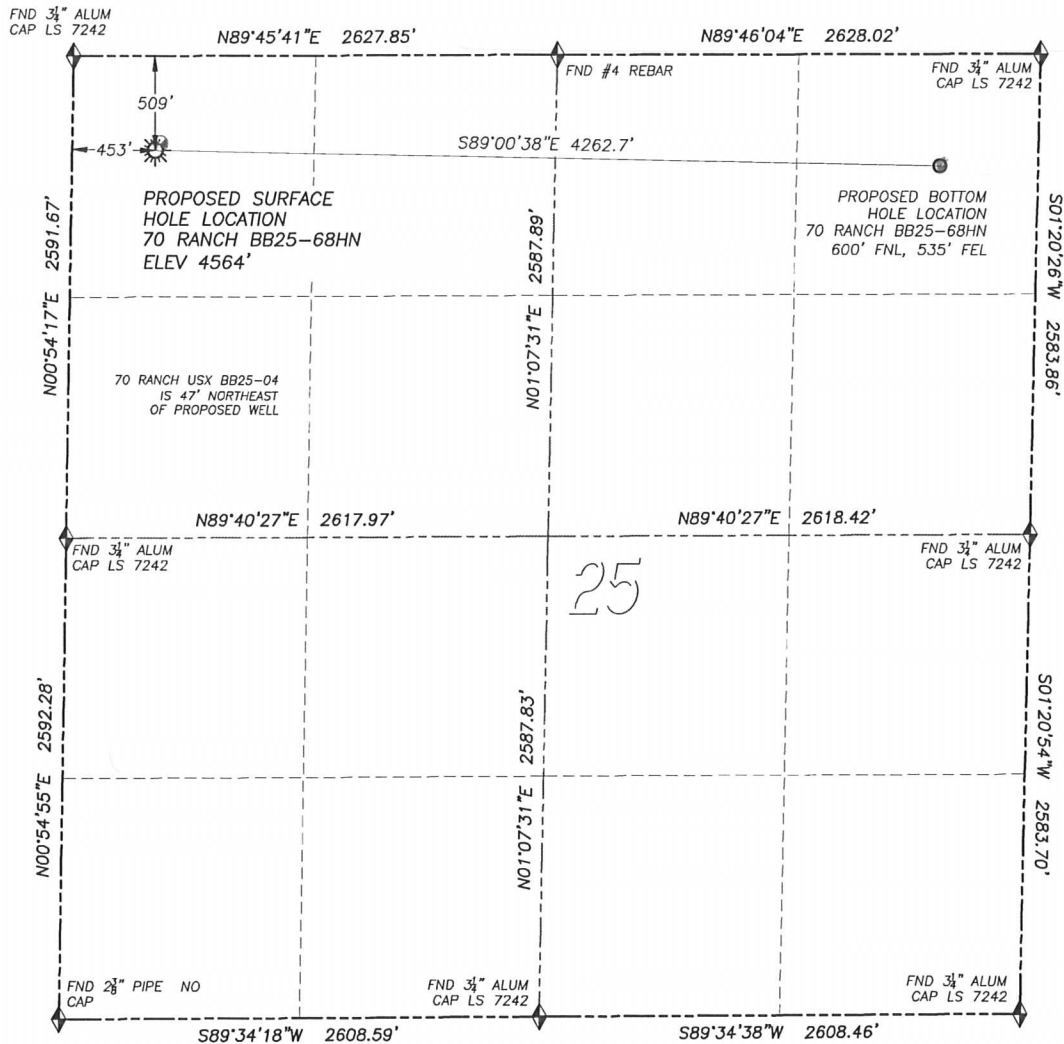 FND 3¼" ALUM
CAP LS 7242
N89°45'41"E 2627.85'
N89°46'04"E 2628.02'
FND #4 REBAR
FND 3¼" ALUM
CAP LS 7242
509'
453'
S89°00'38"E 4262.7'
PROPOSED SURFACE
HOLE LOCATION
70 RANCH BB25-68HN
ELEV 4564'
PROPOSED BOTTOM
HOLE LOCATION
70 RANCH BB25-68HN
600' FNL, 535' FEL
N00°54'17"E 2591.67'
N01°07'31"E 2587.89'
S01°20'26"W 2583.86'
70 RANCH USX BB25-04
IS 47' NORTHEAST
OF PROPOSED WELL
N89°40'27"E 2617.97'
N89°40'27"E 2618.42'
FND 3¼" ALUM
CAP LS 7242
FND 3¼" ALUM
CAP LS 7242
25
N00°54'55"E 2592.28'
N01°07'31"E 2587.83'
S01°20'54"W 2583.70'
FND 2⅜" PIPE NO
CAP
FND 3¼" ALUM
CAP LS 7242
FND 3¼" ALUM
CAP LS 7242
S89°34'18"W 2608.59'
S89°34'38"W 2608.46'